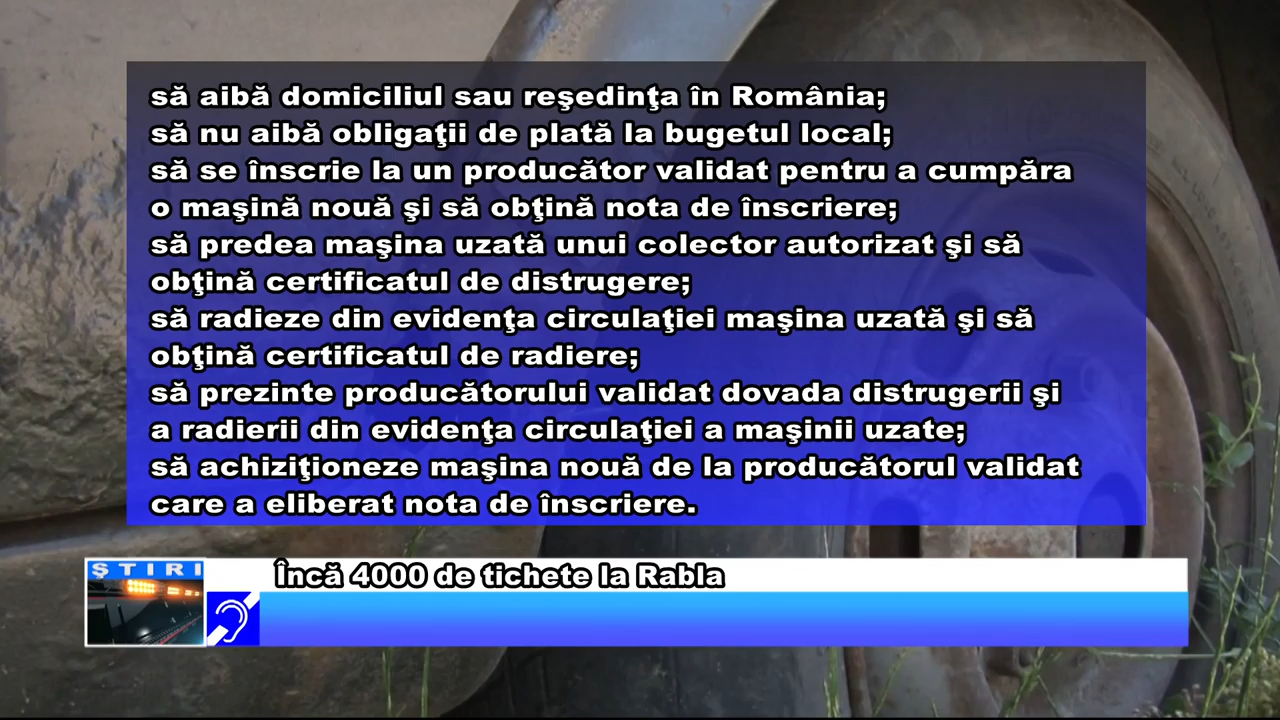 să aibă domiciliul sau reşedinţa în România;
să nu aibă obligaţii de plată la bugetul local;
să se înscrie la un producător validat pentru a cumpăra
o maşină nouă şi să obţină nota de înscriere;
să predea maşina uzată unui colector autorizat şi să
obţină certificatul de distrugere;
să radieze din evidenţa circulaţiei maşina uzată şi să
obţină certificatul de radiere;
să prezinte producătorului validat dovada distrugerii şi
a radierii din evidenţa circulaţiei a maşinii uzate;
să achiziţioneze maşina nouă de la producătorul validat
care a eliberat nota de înscriere.
ŞTIRI
Încă 4000 de tichete la Rabla